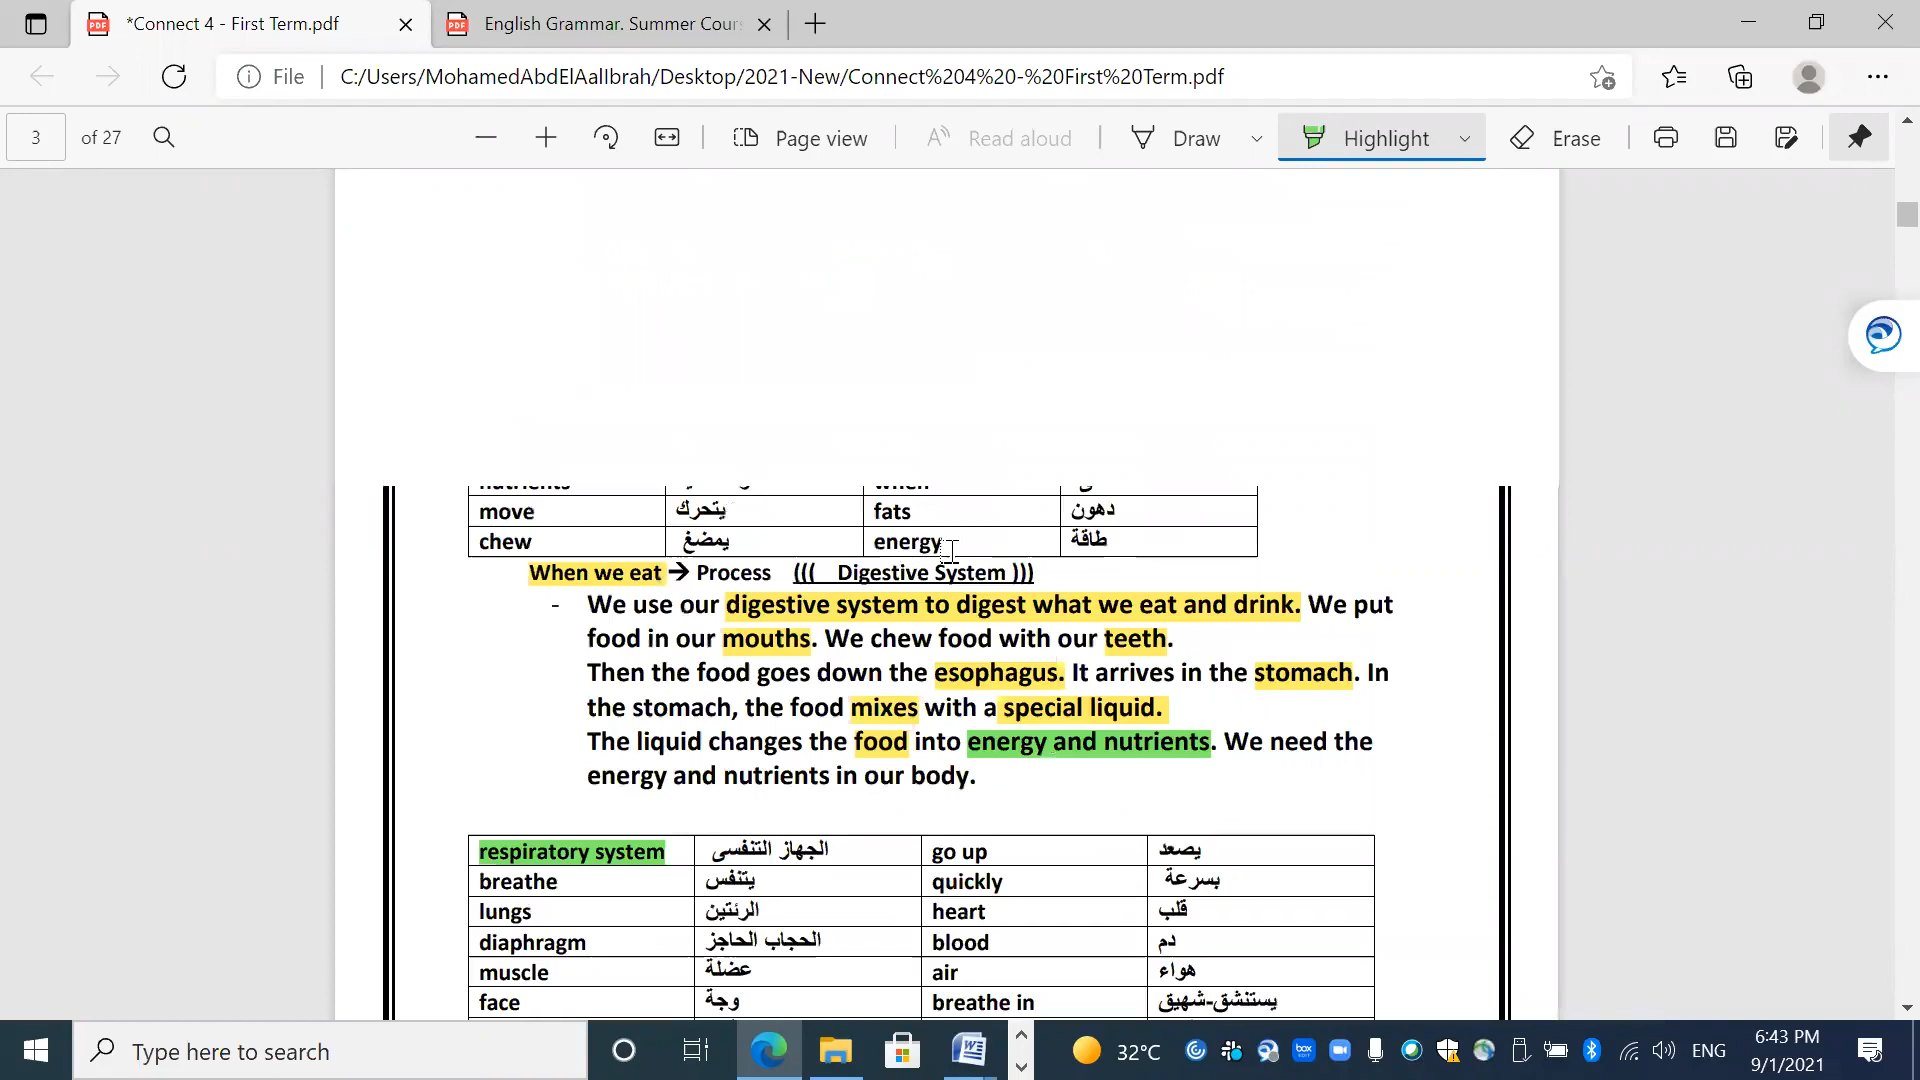 *Connect 4 - First Term.pdf
English Grammar. Summer Cour
File
C:/Users/MohamedAbdElAalIbrah/Desktop/2021-New/Connect%204%20-%20First%20Term.pdf
3 of 27
Page view
Read aloud
Draw
Highlight
Erase
nutrients when
move يتحرك fats دهون
chew يمضغ energy طاقة
When we eat → Process ((( Digestive System )))
- We use our digestive system to digest what we eat and drink. We put
food in our mouths. We chew food with our teeth.
Then the food goes down the esophagus. It arrives in the stomach. In
the stomach, the food mixes with a special liquid.
The liquid changes the food into energy and nutrients. We need the
energy and nutrients in our body.
respiratory system الجهاز التنفسى go up يصعد
breathe يتنفس quickly بسرعة
lungs الرئتين heart قلب
diaphragm الحجاب الحاجز blood دم
muscle عضلة air هواء
face وجة breathe in يستنشق-شهيق
Type here to search
box
32°C
ENG
6:43 PM
9/1/2021